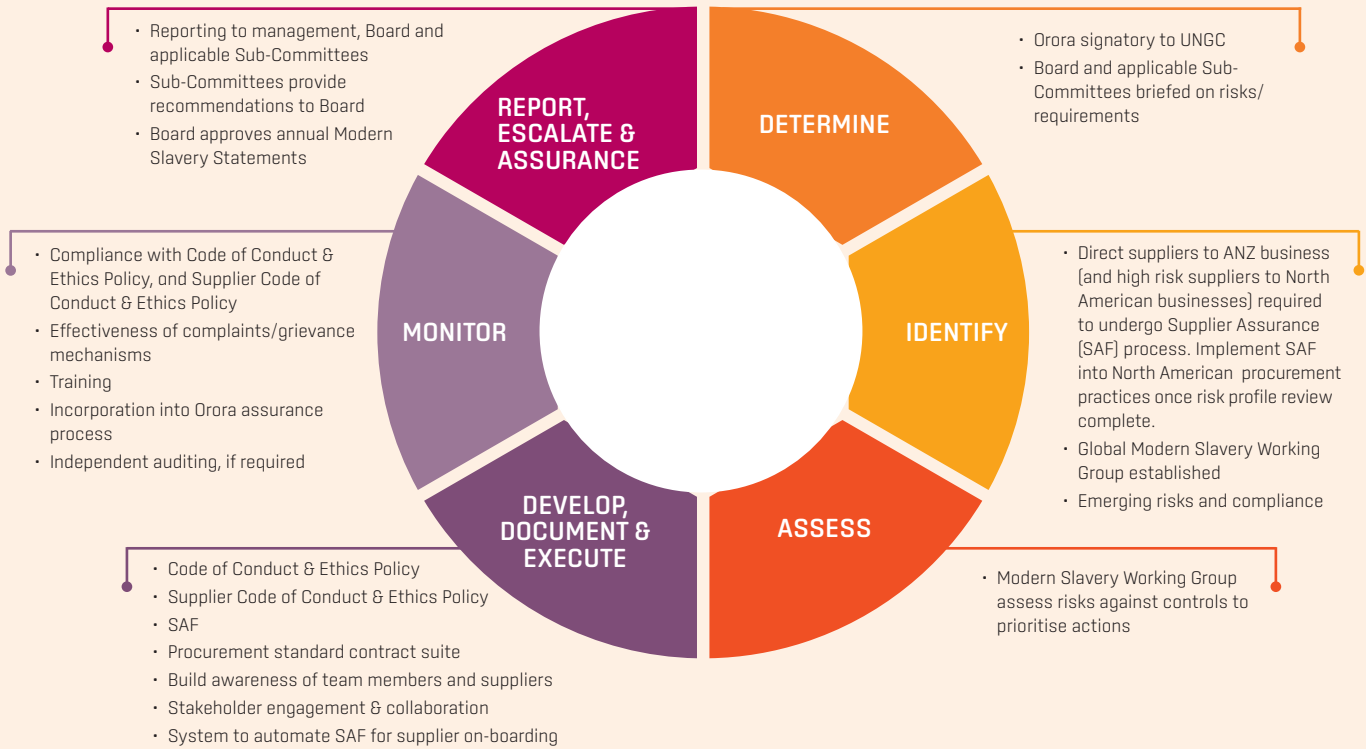 REPORT,
ESCALATE &
ASSURANCE
• Reporting to management, Board and
applicable Sub-Committees
• Sub-Committees provide
recommendations to Board
• Board approves annual Modern
Slavery Statements
DETERMINE
• Orora signatory to UNGC
• Board and applicable Sub-
Committees briefed on risks/
requirements
MONITOR
• Compliance with Code of Conduct &
Ethics Policy, and Supplier Code of
Conduct & Ethics Policy
• Effectiveness of complaints/grievance
mechanisms
• Training
• Incorporation into Orora assurance
process
• Independent auditing, if required
IDENTIFY
• Direct suppliers to ANZ business
(and high risk suppliers to North
American businesses) required
to undergo Supplier Assurance
(SAF) process. Implement SAF
into North American procurement
practices once risk profile review
complete.
• Global Modern Slavery Working
Group established
• Emerging risks and compliance
DEVELOP,
DOCUMENT &
EXECUTE
• Code of Conduct & Ethics Policy
• Supplier Code of Conduct & Ethics Policy
• SAF
• Procurement standard contract suite
• Build awareness of team members and suppliers
• Stakeholder engagement & collaboration
• System to automate SAF for supplier on-boarding
ASSESS
• Modern Slavery Working Group
assess risks against controls to
prioritise actions